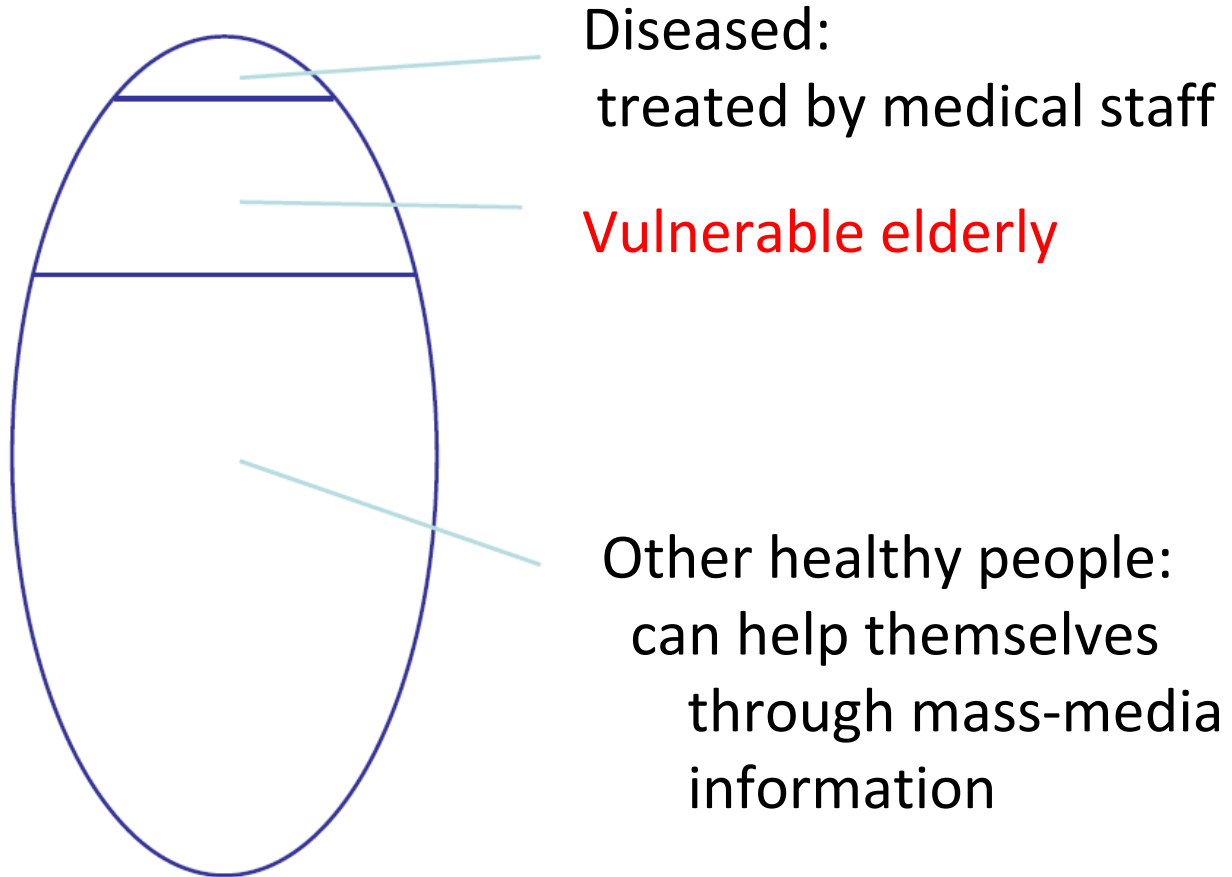 Diseased:
treated by medical staff
Vulnerable elderly
Other healthy people:
can help themselves
through mass-media
information